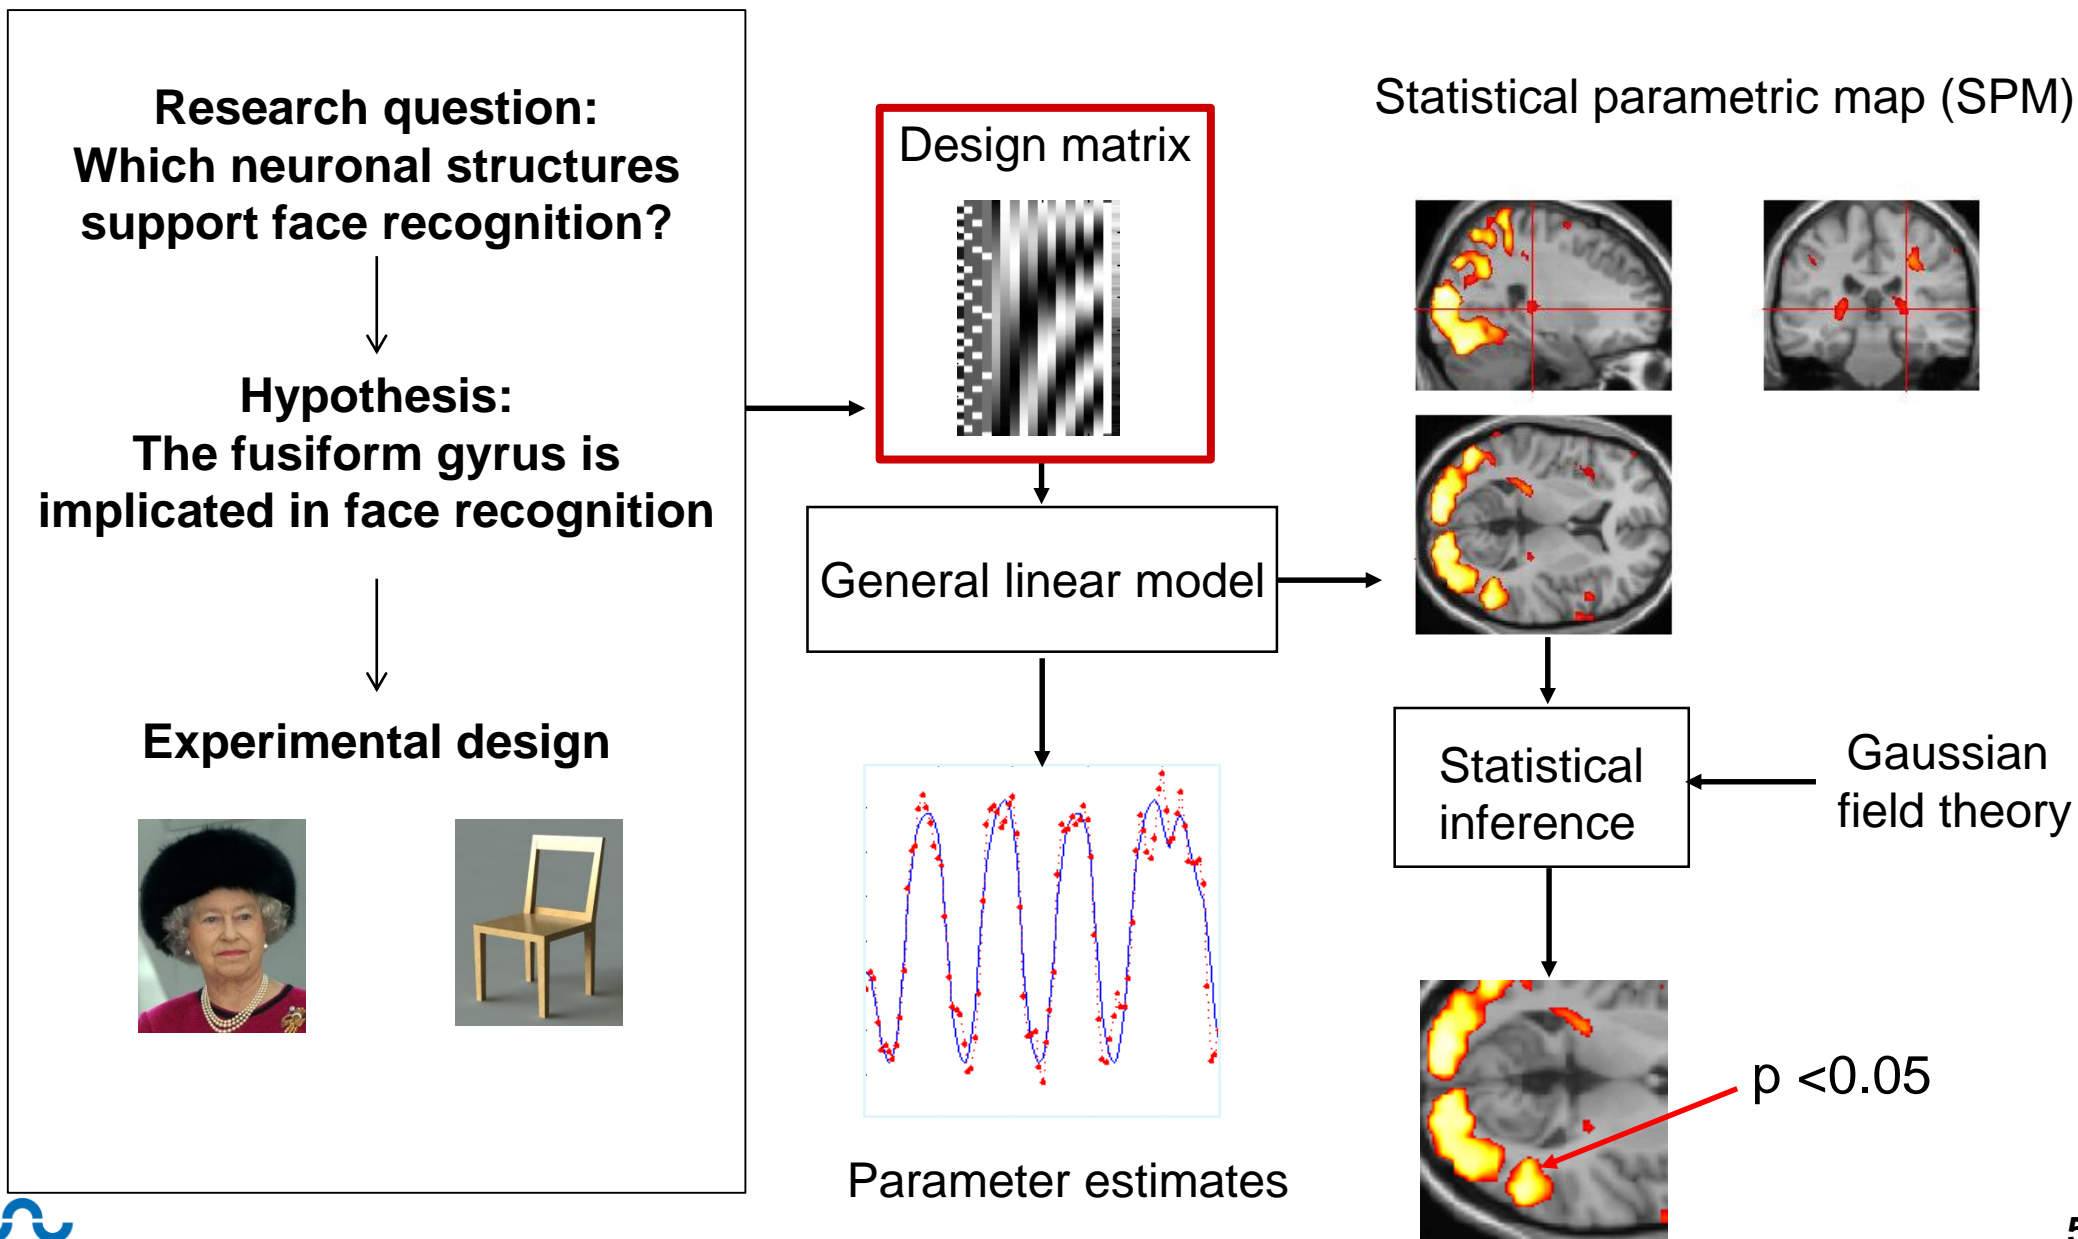 Research question:
Which neuronal structures
support face recognition?
Hypothesis:
The fusiform gyrus is
implicated in face recognition
Experimental design
Design matrix
General linear model
Parameter estimates
Statistical parametric map (SPM)
Statistical
inference
Gaussian
field theory
p <0.05